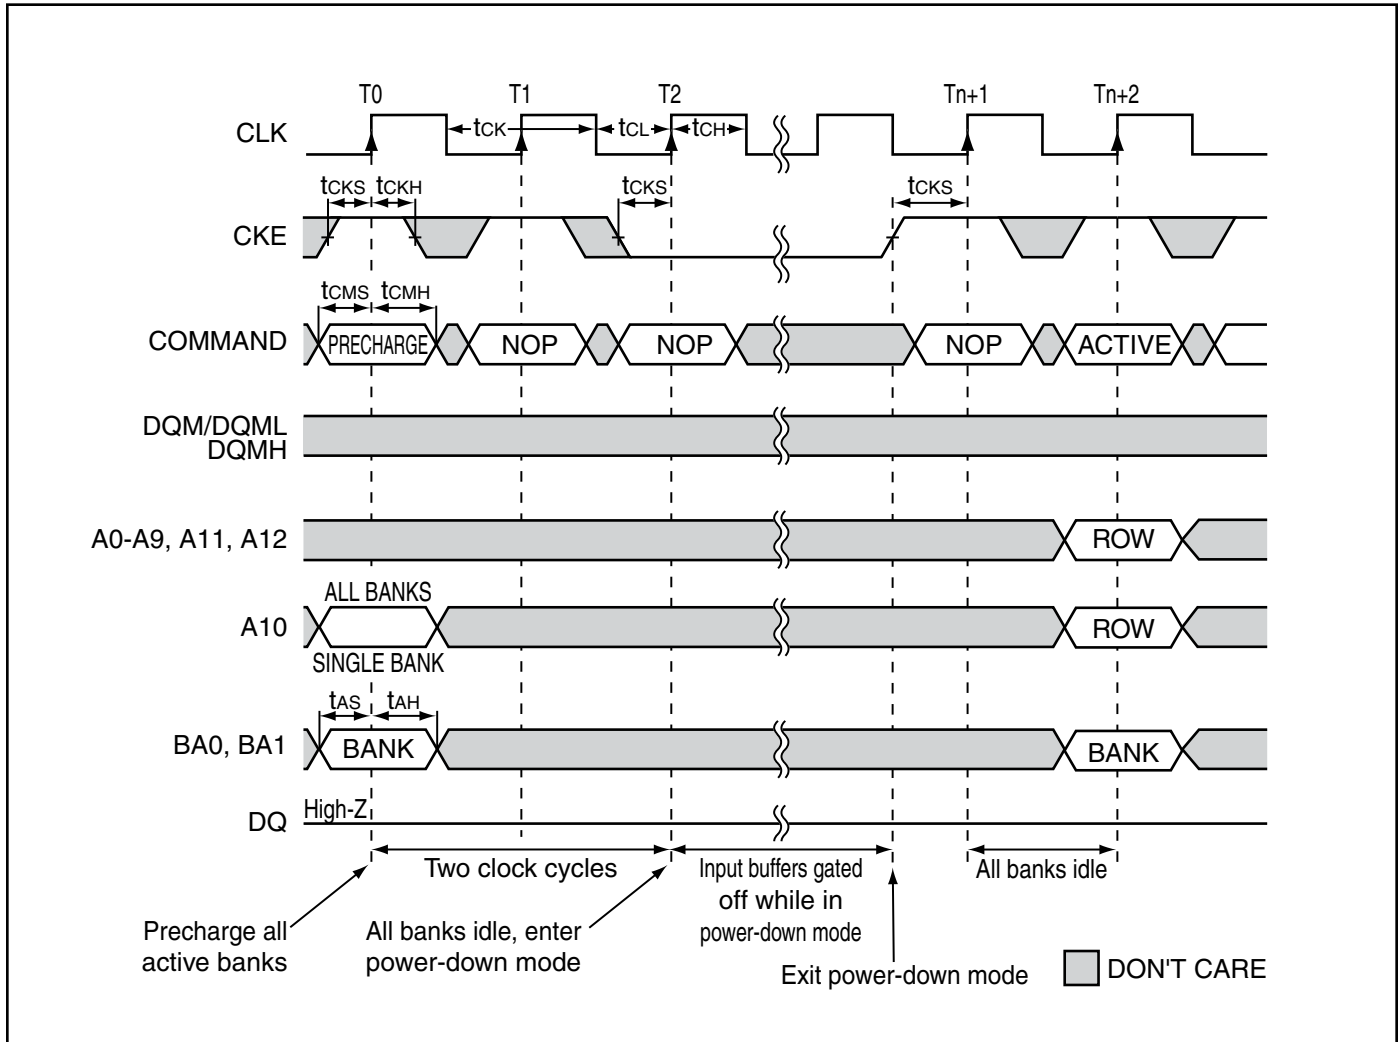 T0 T1 T2 Tn+1 Tn+2
CLK tCK tCL tCH
tCKS tCKH tCKS tCKS
CKE
tCMS tCMH
COMMAND PRECHARGE NOP NOP NOP ACTIVE
DQM/DQML
DQMH
A0-A9, A11, A12 ROW
ALL BANKS
A10 ROW
SINGLE BANK
tAS tAH
BA0, BA1 BANK BANK
High-Z
DQ
Two clock cycles
Input buffers gated
off while in
power-down mode
All banks idle
Precharge all
active banks
All banks idle, enter
power-down mode
Exit power-down mode
DON'T CARE